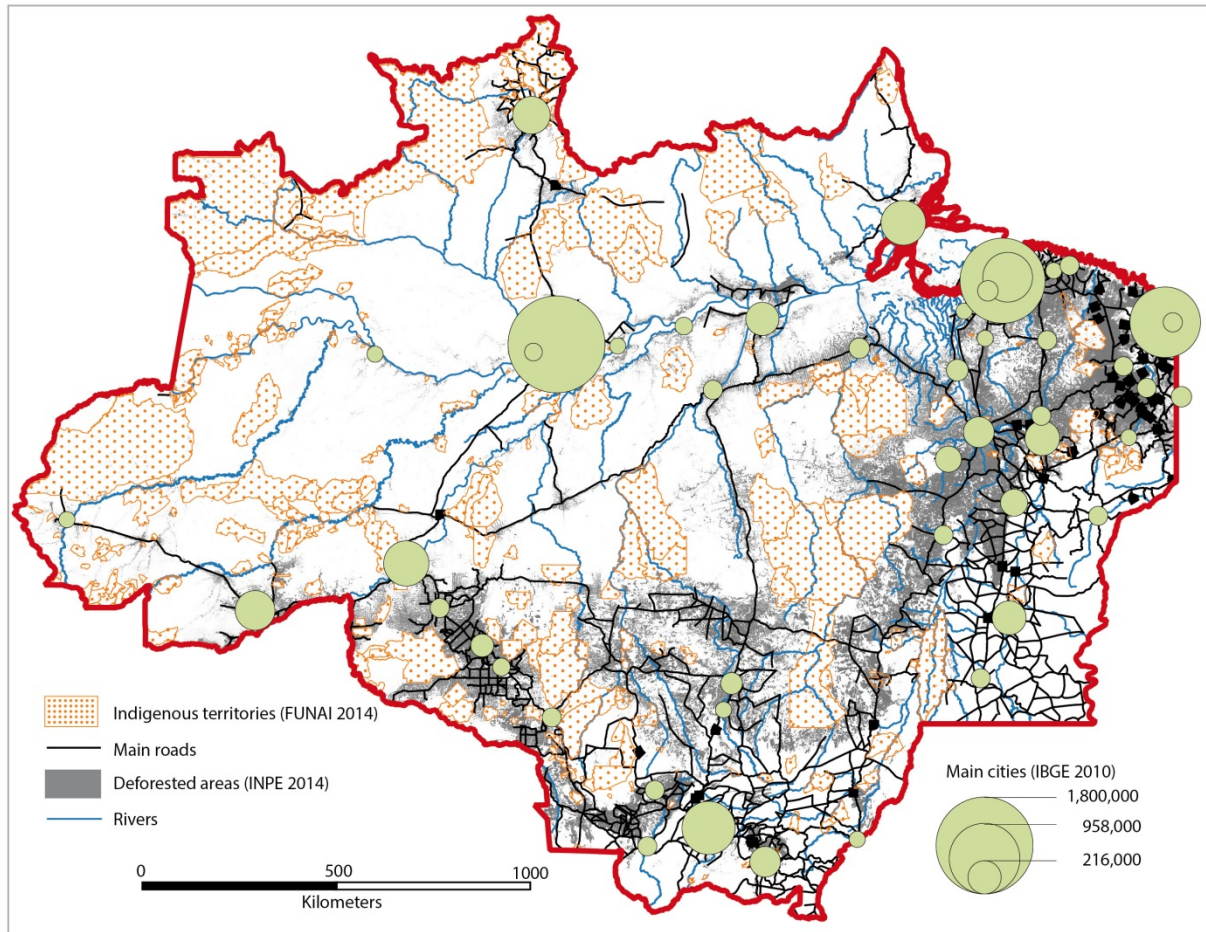 Indigenous territories (FUNAI 2014)
Main roads
Deforested areas (INPE 2014)
Rivers
0 500 1000
Kilometers
Main cities (IBGE 2010)
1,800,000
958,000
216,000